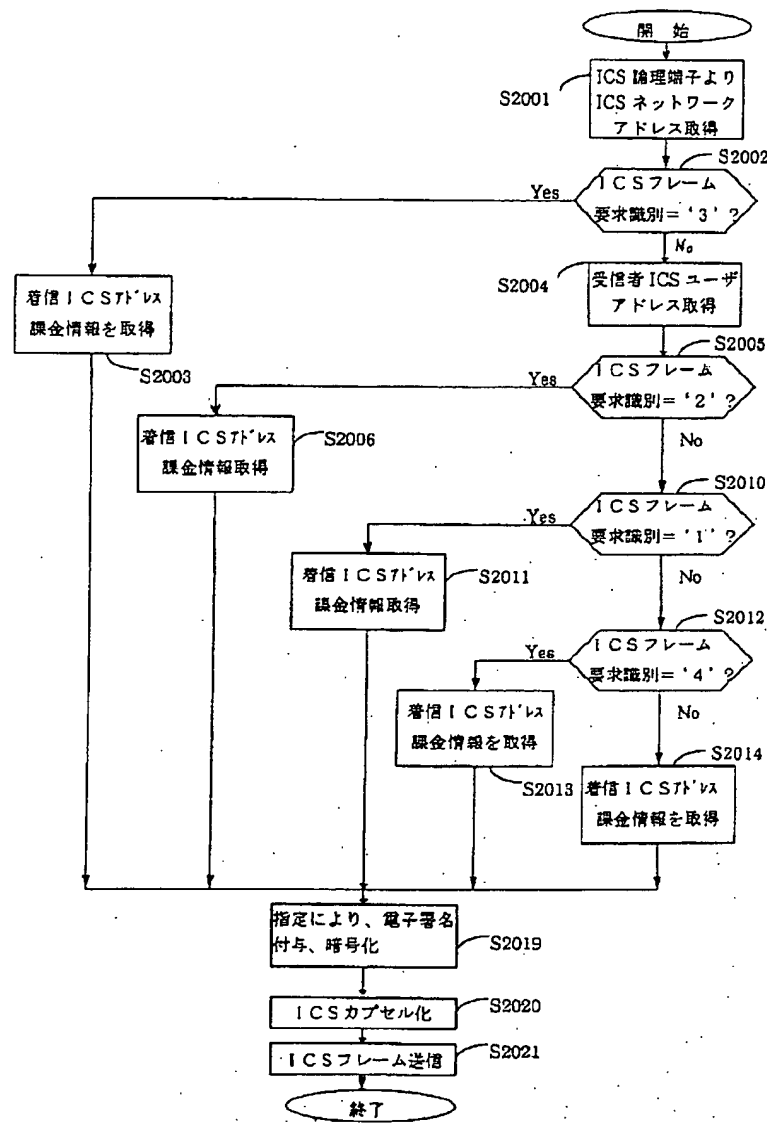 開 始
S2001
ICS 論理端子より
ICS ネットワーク
アドレス取得
S2002
ICSフレーム
要求識別＝‘3’？
Yes
No
着信ICSアドレス
課金情報を取得
S2003
S2004
受信者 ICS ユーザ
アドレス取得
S2005
ICSフレーム
要求識別＝‘2’？
Yes
No
着信ICSアドレス
課金情報取得
S2006
S2010
ICSフレーム
要求識別＝‘1’？
Yes
No
着信ICSアドレス
課金情報取得
S2011
S2012
ICSフレーム
要求識別＝‘4’？
Yes
No
着信ICSアドレス
課金情報を取得
S2013
S2014
着信ICSアドレス
課金情報を取得
指定により、電子署名
付与、暗号化
S2019
ICSカプセル化
S2020
ICSフレーム送信
S2021
終了